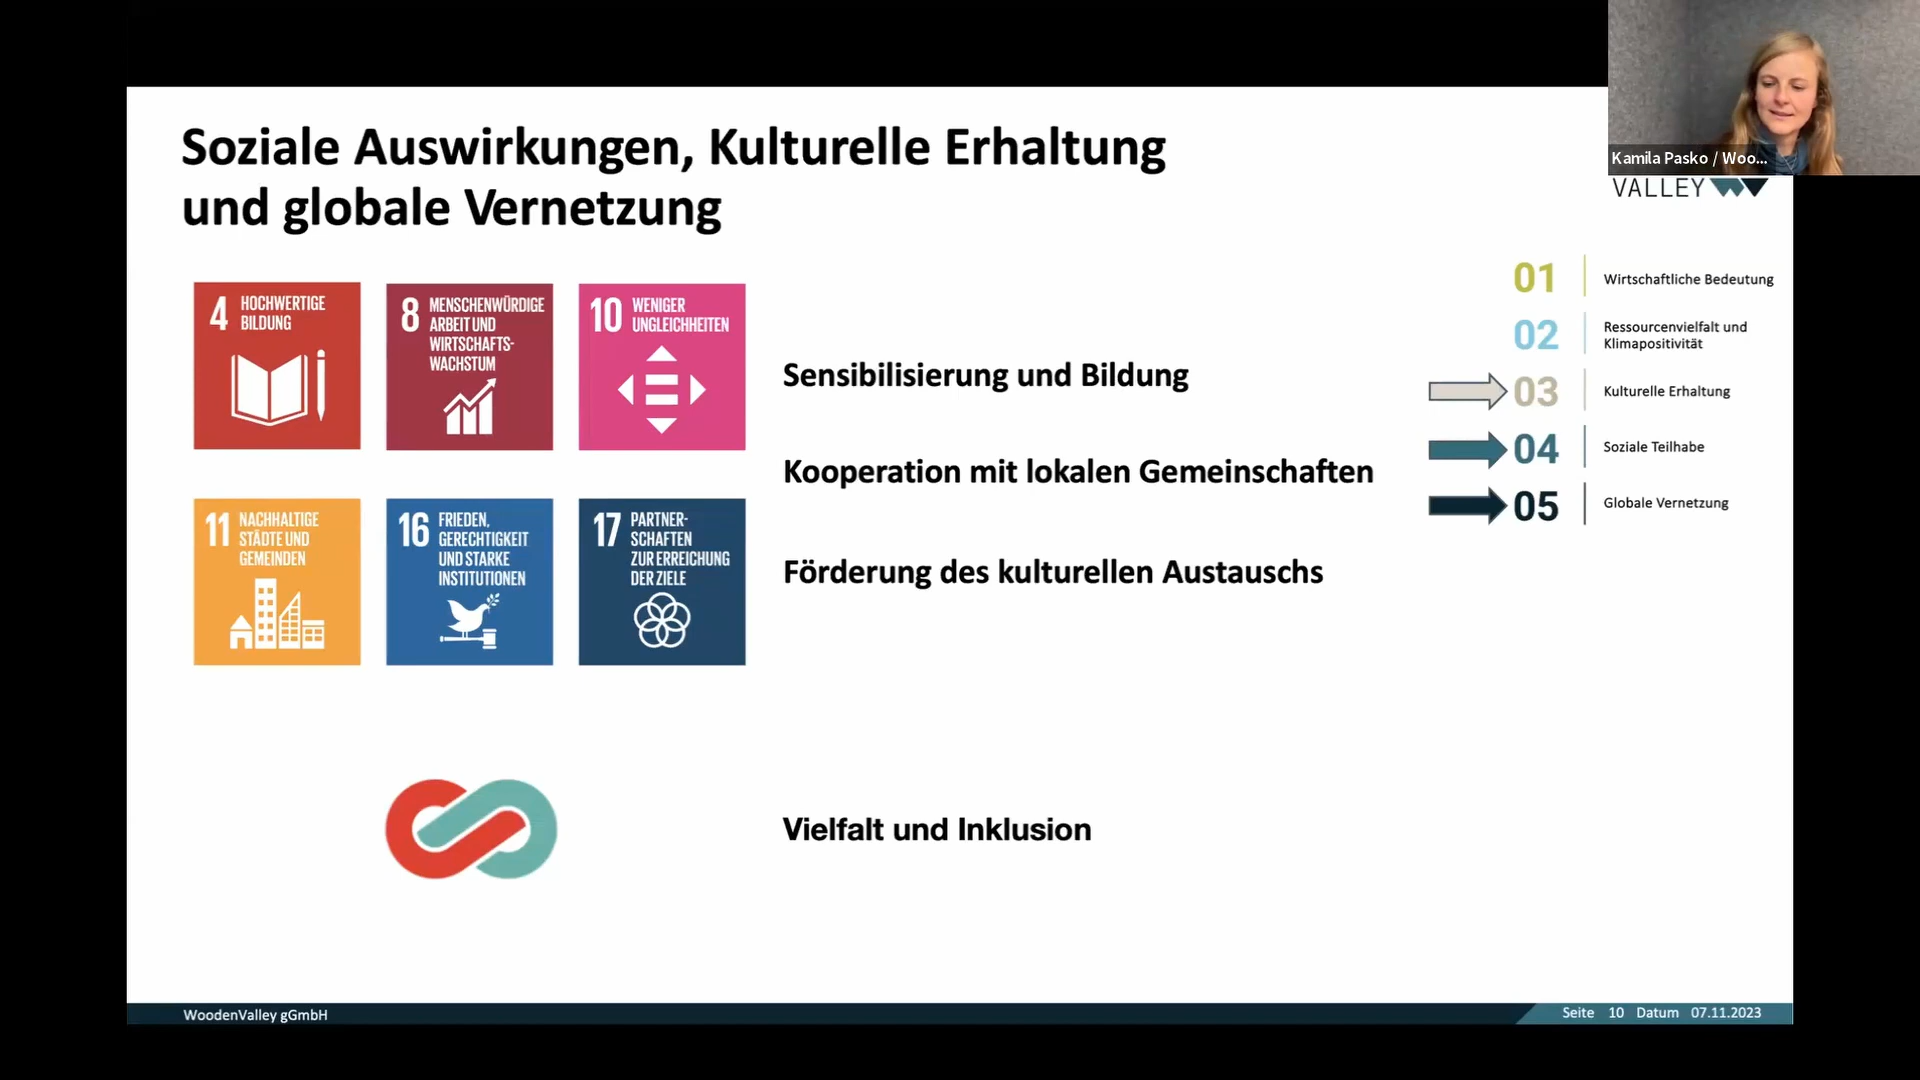 Soziale Auswirkungen, Kulturelle Erhaltung
und globale Vernetzung
Kamila Pasko / Woo...
VALLEY
4 HOCHWERTIGE
BILDUNG
8 MENSCHENWÜRDIGE
ARBEIT UND
WIRTSCHAFTS-
WACHSTUM
10 WENIGER
UNGLEICHHEITEN
11 NACHHALTIGE
STÄDTE UND
GEMEINDEN
16 FRIEDEN,
GERECHTIGKEIT
UND STARKE
INSTITUTIONEN
17 PARTNER-
SCHAFTEN
ZUR ERREICHUNG
DER ZIELE
Sensibilisierung und Bildung
Kooperation mit lokalen Gemeinschaften
Förderung des kulturellen Austauschs
Vielfalt und Inklusion
01 Wirtschaftliche Bedeutung
02 Ressourcenvielfalt und
Klimapositivität
03 Kulturelle Erhaltung
04 Soziale Teilhabe
05 Globale Vernetzung
WoodenValley gGmbH
Seite 10 Datum 07.11.2023